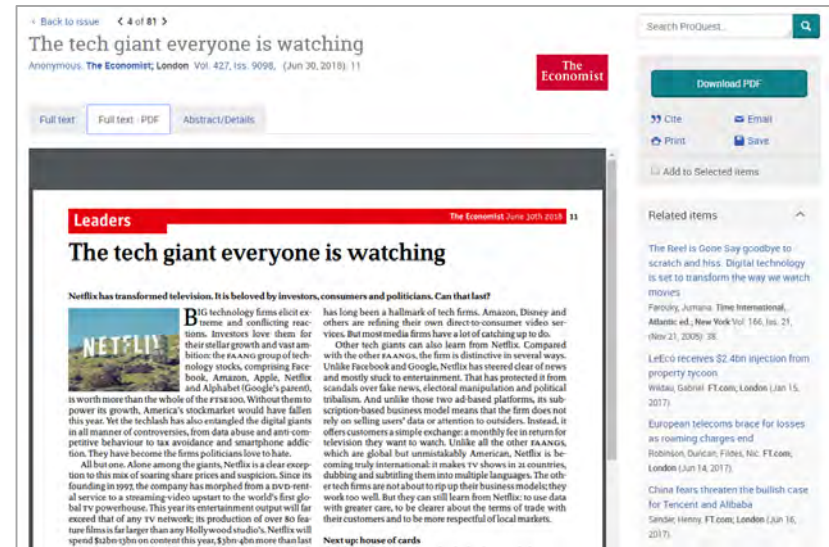 Back to issue < 4 of 81 >
The tech giant everyone is watching
Anonymous. The Economist; London Vol. 427, Iss. 9098, (Jun 30, 2018): 11
The
Economist
Full text
Full text - PDF
Abstract/Details
Leaders
The Economist June 30th 2018 11
The tech giant everyone is watching
Netflix has transformed television. It is beloved by investors, consumers and politicians. Can that last?
NETFLIX
BIG technology firms elicit ex-
treme and conflicting reac-
tions. Investors love them for
their stellar growth and vast am-
bition: the FAANG group of tech-
nology stocks, comprising Face-
book, Amazon, Apple, Netflix
and Alphabet (Google's parent),
is worth more than the whole of the FTSE 100. Without them to
power its growth, America's stockmarket would have fallen
this year. Yet the techlash has also entangled the digital giants
in all manner of controversies, from data abuse and anti-com-
petitive behaviour to tax avoidance and smartphone addic-
tion. They have become the firms politicians love to hate.
All but one. Alone among the giants, Netflix is a clear excep-
tion to this mix of soaring share prices and suspicion. Since its
founding in 1997, the company has morphed from a DVD-rent-
al service to a streaming-video upstart to the world's first glo-
bal TV powerhouse. This year its entertainment output will far
exceed that of any TV network; its production of over 80 fea-
ture films is far larger than any Hollywood studio's. Netflix will
spend $12bn-13bn on content this year, $3bn-4bn more than last
has long been a hallmark of tech firms. Amazon, Disney and
others are refining their own direct-to-consumer video ser-
vices. But most media firms have a lot of catching up to do.
Other tech giants can also learn from Netflix. Compared
with the other FAANGS, the firm is distinctive in several ways.
Unlike Facebook and Google, Netflix has steered clear of news
and mostly stuck to entertainment. That has protected it from
scandals over fake news, electoral manipulation and political
tribalism. And unlike those two ad-based platforms, its sub-
scription-based business model means that the firm does not
rely on selling users' data or attention to outsiders. Instead, it
offers customers a simple exchange: a monthly fee in return for
television they want to watch. Unlike all the other FAANGS,
which are global but unmistakably American, Netflix is be-
coming truly international: it makes TV shows in 21 countries,
dubbing and subtitling them into multiple languages. The oth-
er tech firms are not about to rip up their business models; they
work too well. But they can still learn from Netflix: to use data
with greater care, to be clearer about the terms of trade with
their customers and to be more respectful of local markets.
Next up: house of cards
Search ProQuest...
Download PDF
Cite
Email
Print
Save
Add to Selected items
Related items
The Reel is Gone Say goodbye to
scratch and hiss. Digital technology
is set to transform the way we watch
movies
Farouky, Jumana. Time International,
Atlantic ed.; New York Vol. 166, Iss. 21,
(Nov 21, 2005): 38.
LeEco receives $2.4bn injection from
property tycoon
Wildau, Gabriel. FT.com; London (Jan 15,
2017).
European telecoms brace for losses
as roaming charges end
Robinson, Duncan; Fildes, Nic. FT.com;
London (Jun 14, 2017).
China fears threaten the bullish case
for Tencent and Alibaba
Sender, Henny. FT.com; London (Jun 16,
2017).